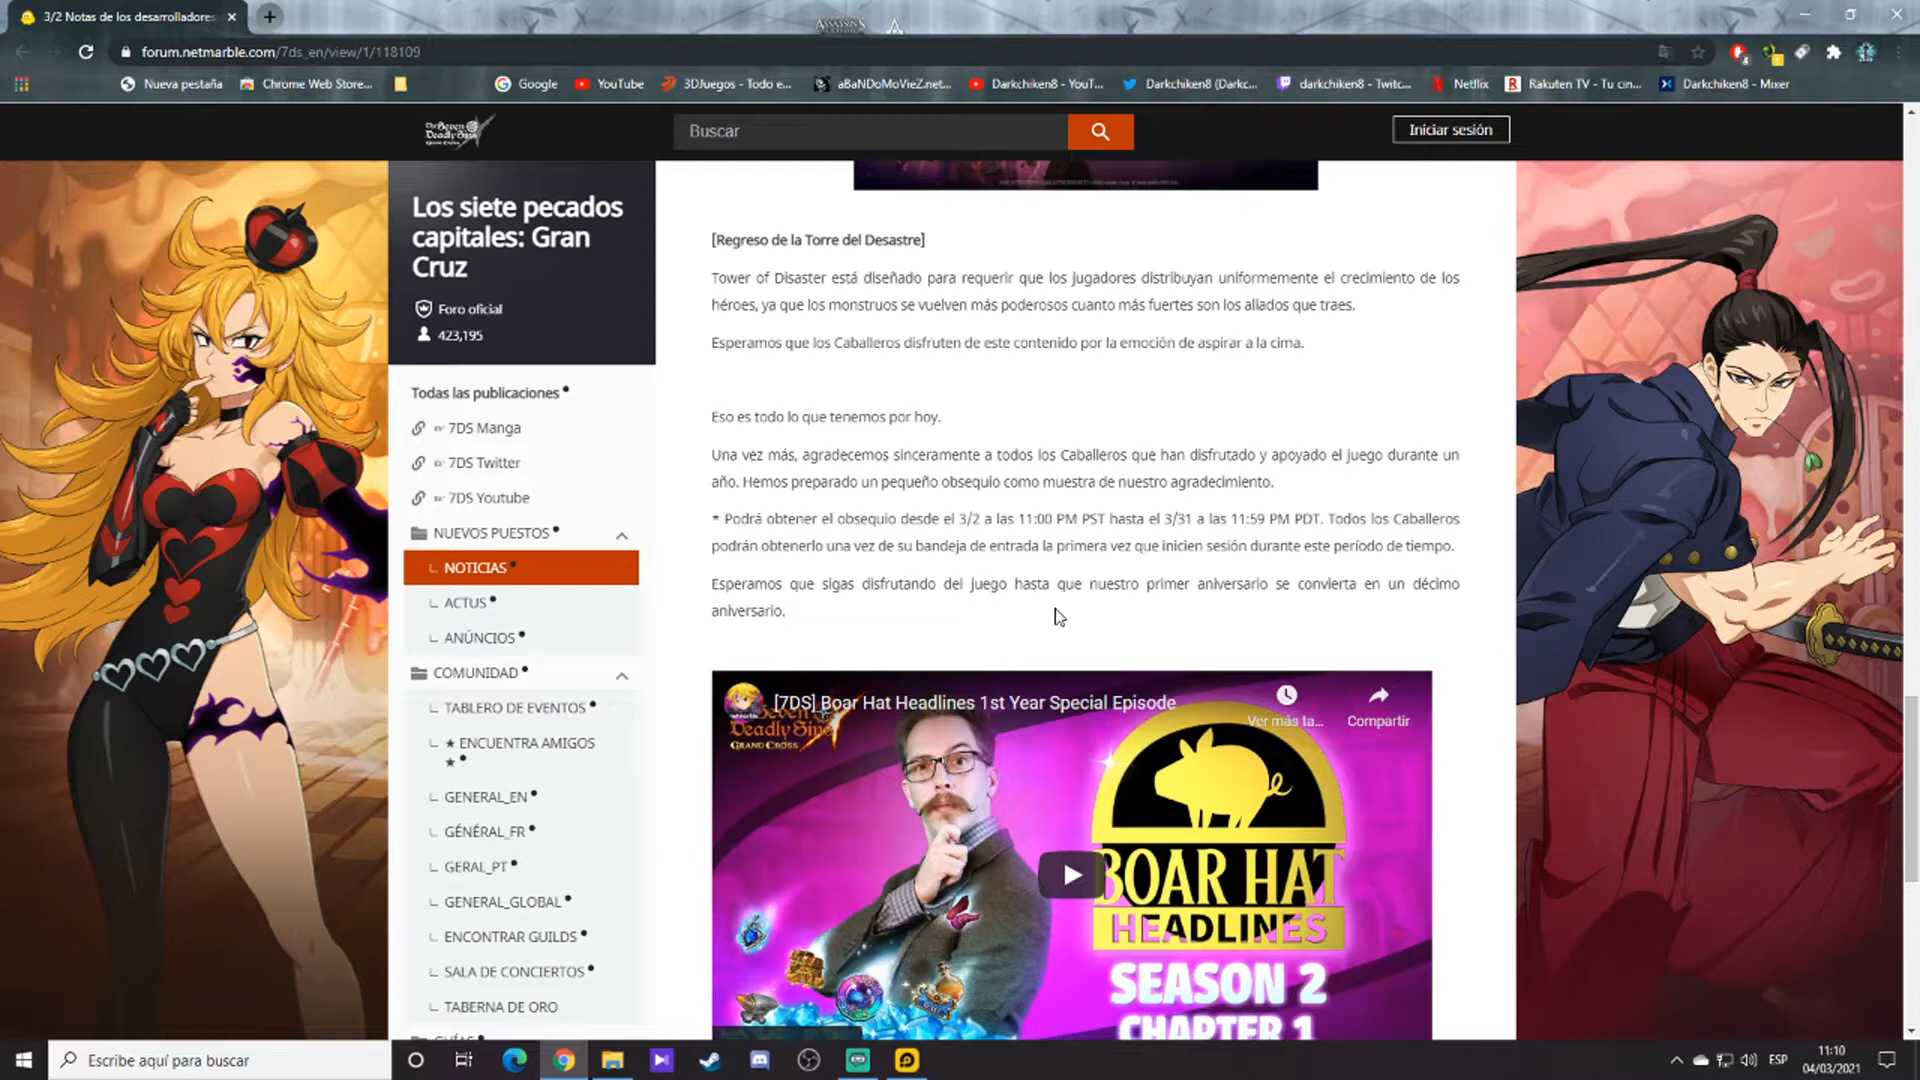 3/2 Notas de los desarrolladores
ASSASSIN'S
forum.netmarble.com/7ds_en/view/1/118109
Nueva pestaña
Chrome Web Store...
Google
YouTube
3DJuegos - Todo e...
aBaNDoMoVieZ.net...
Darkchiken8 - YouT...
Darkchiken8 (Darkc...
darkchiken8 - Twitc...
Netflix
Rakuten TV - Tu cin...
Darkchiken8 - Mixer
The Seven
Deadly Sins
GRAND CROSS
Buscar
Iniciar sesión
Los siete pecados
capitales: Gran
Cruz
Foro oficial
423,195
Todas las publicaciones
7DS Manga
7DS Twitter
7DS Youtube
NUEVOS PUESTOS
NOTICIAS
ACTUS
ANÚNCIOS
COMUNIDAD
TABLERO DE EVENTOS
★ ENCUENTRA AMIGOS
★
GENERAL_EN
GÉNÉRAL_FR
GERAL_PT
GENERAL_GLOBAL
ENCONTRAR GUILDS
SALA DE CONCIERTOS
TABERNA DE ORO
GUÍAS
[Regreso de la Torre del Desastre]
Tower of Disaster está diseñado para requerir que los jugadores distribuyan uniformemente el crecimiento de los
héroes, ya que los monstruos se vuelven más poderosos cuanto más fuertes son los aliados que traes.
Esperamos que los Caballeros disfruten de este contenido por la emoción de aspirar a la cima.
Eso es todo lo que tenemos por hoy.
Una vez más, agradecemos sinceramente a todos los Caballeros que han disfrutado y apoyado el juego durante un
año. Hemos preparado un pequeño obsequio como muestra de nuestro agradecimiento.
* Podrá obtener el obsequio desde el 3/2 a las 11:00 PM PST hasta el 3/31 a las 11:59 PM PDT. Todos los Caballeros
podrán obtenerlo una vez de su bandeja de entrada la primera vez que inicien sesión durante este período de tiempo.
Esperamos que sigas disfrutando del juego hasta que nuestro primer aniversario se convierta en un décimo
aniversario.
[7DS] Boar Hat Headlines 1st Year Special Episode
Ver más ta...
Compartir
Seven
Deadly Sins
GRAND CROSS
BOAR HAT
HEADLINES
SEASON 2
CHAPTER 1
Escribe aquí para buscar
ESP
11:10
04/03/2021